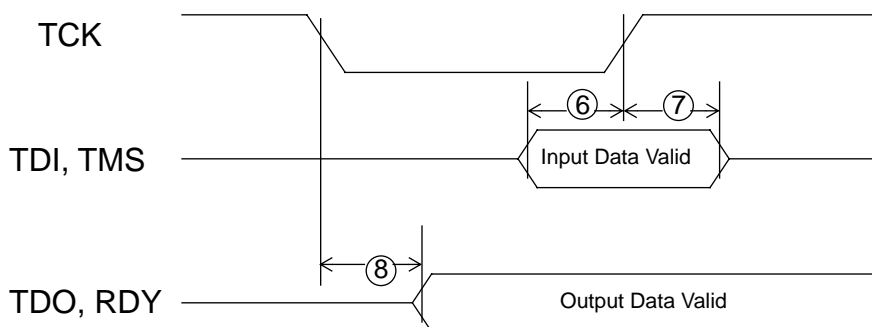 TCK
⑥ ⑦
TDI, TMS Input Data Valid
⑧
TDO, RDY Output Data Valid